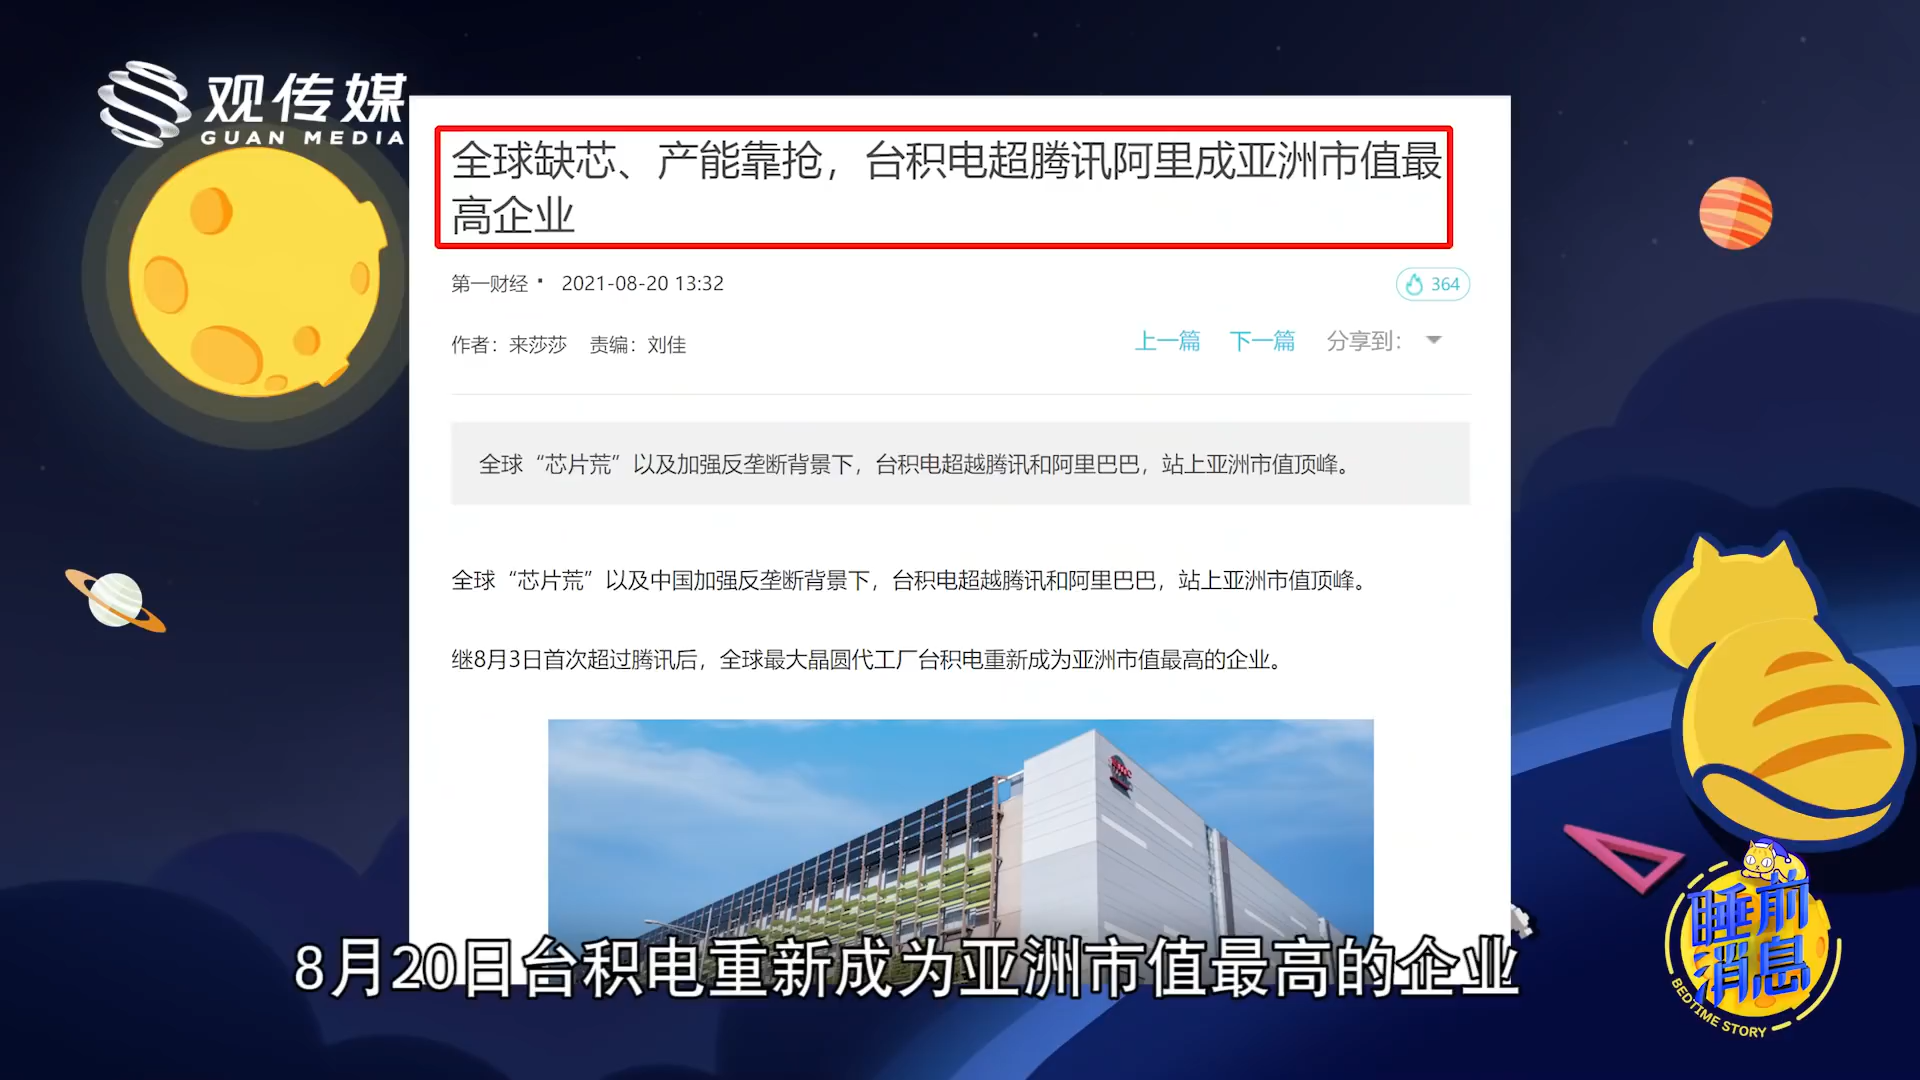 观传媒
GUAN MEDIA
全球缺芯、产能靠抢，台积电超腾讯阿里成亚洲市值最
高企业
第一财经· 2021-08-20 13:32
364
作者：来莎莎 责编：刘佳
上一篇 下一篇 分享到：
全球“芯片荒”以及加强反垄断背景下，台积电超越腾讯和阿里巴巴，站上亚洲市值顶峰。
全球“芯片荒”以及中国加强反垄断背景下，台积电超越腾讯和阿里巴巴，站上亚洲市值顶峰。
继8月3日首次超过腾讯后，全球最大晶圆代工厂台积电重新成为亚洲市值最高的企业。
8月20日台积电重新成为亚洲市值最高的企业
睡前
消息
BEDTIME STORY